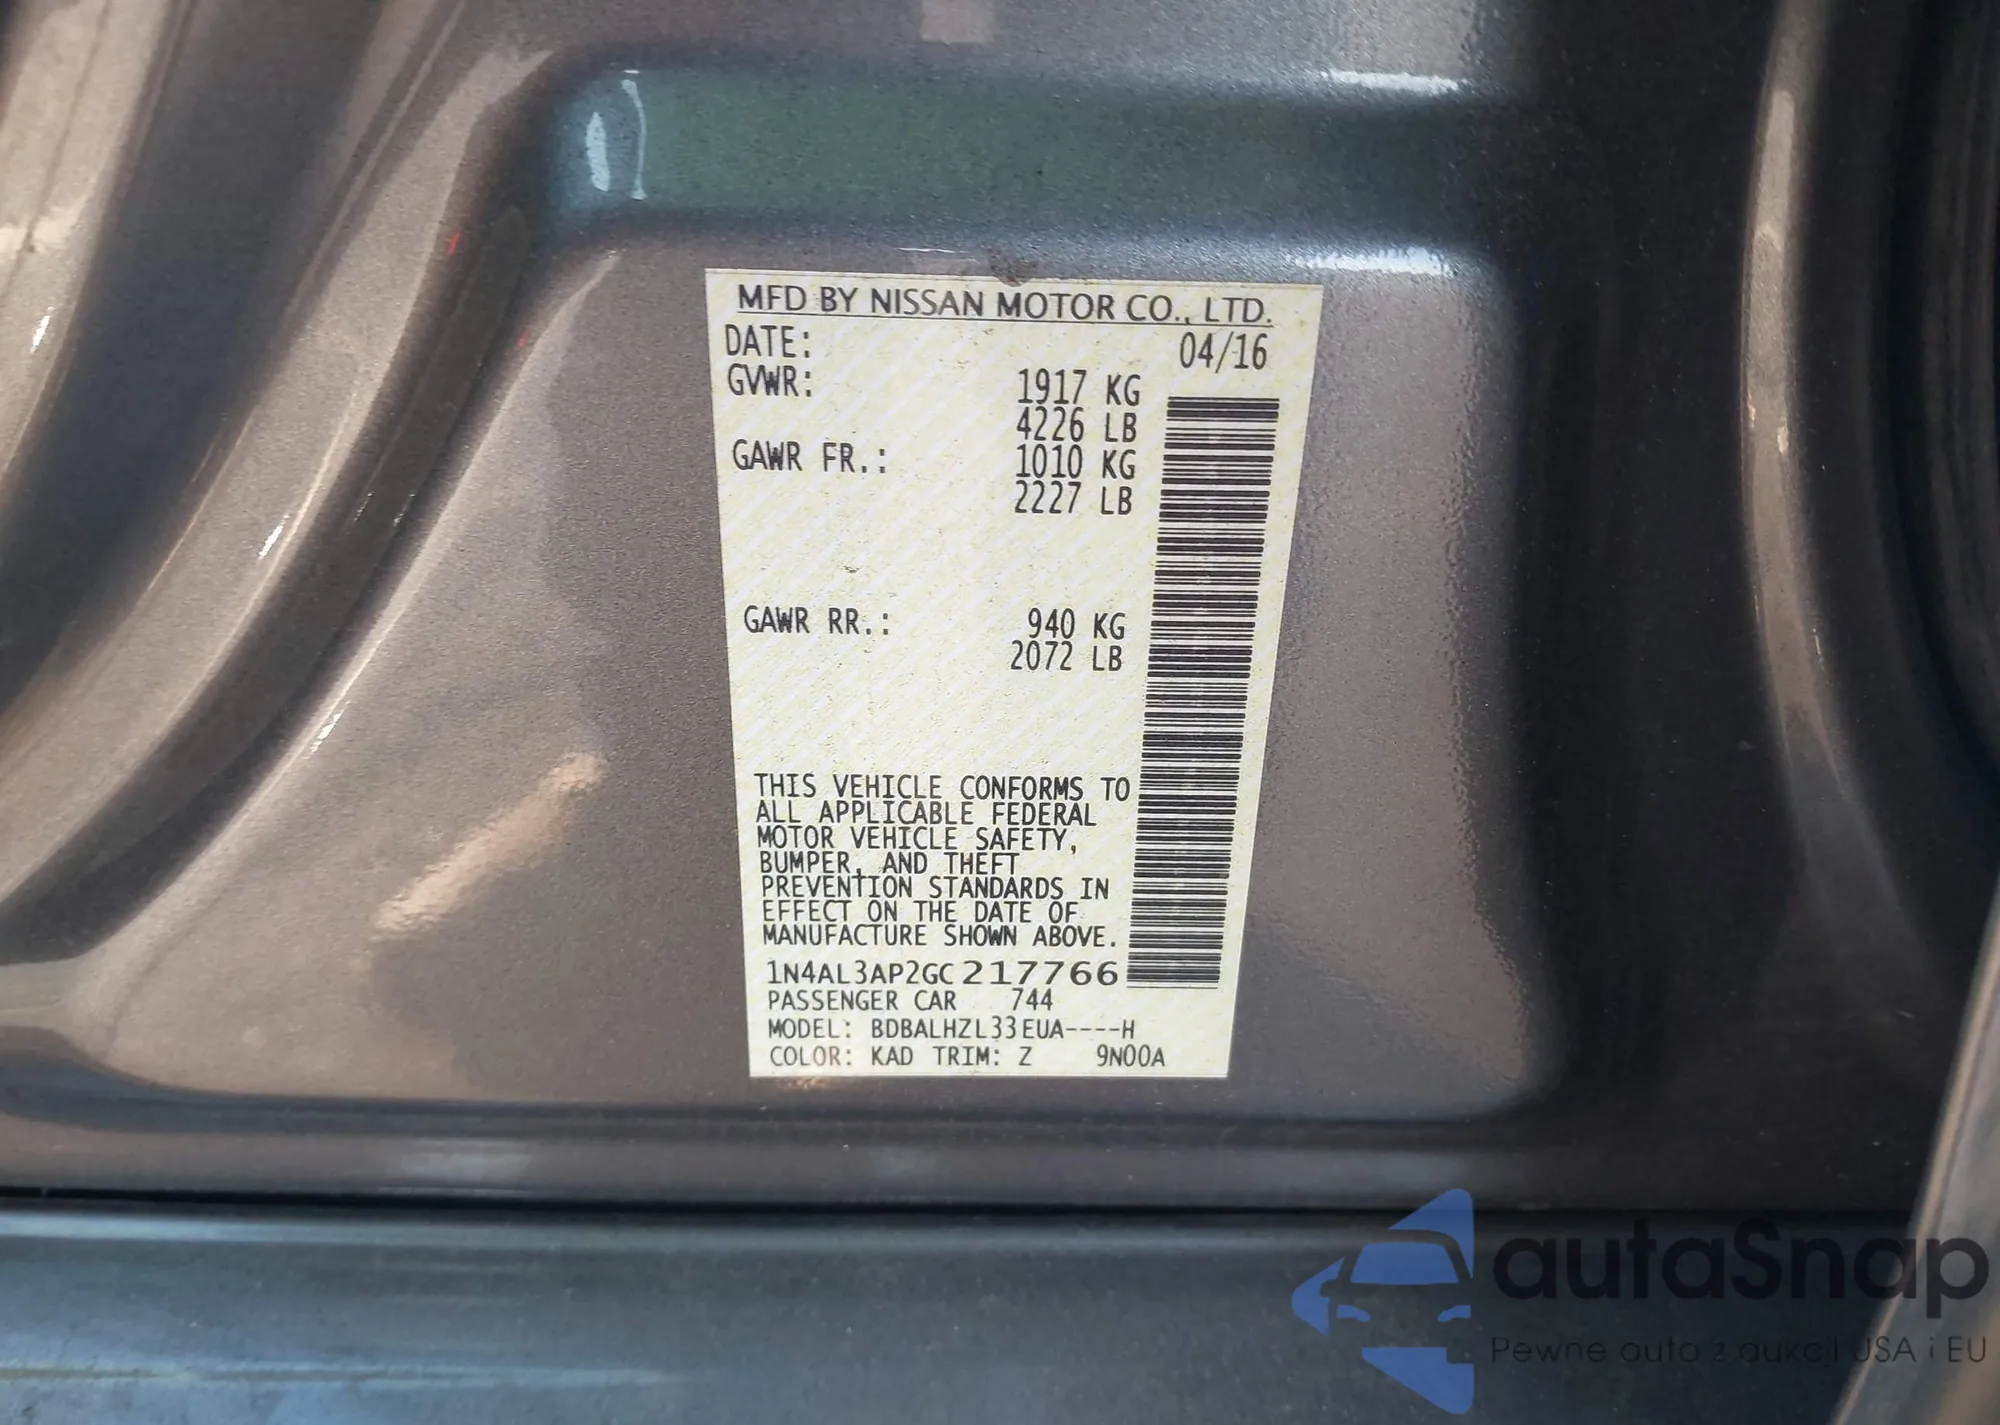 MFD BY NISSAN MOTOR CO., LTD.
DATE: 04/16
GVWR: 1917 KG
4226 LB
GAWR FR.: 1010 KG
2227 LB
GAWR RR.: 940 KG
2072 LB
THIS VEHICLE CONFORMS TO
ALL APPLICABLE FEDERAL
MOTOR VEHICLE SAFETY,
BUMPER, AND THEFT
PREVENTION STANDARDS IN
EFFECT ON THE DATE OF
MANUFACTURE SHOWN ABOVE.
1N4AL3AP2GC217766
PASSENGER CAR 744
MODEL: BDBALHZL33EUA----H
COLOR: KAD TRIM: Z 9N00A
autaSnap
Pewne auta z aukcji USA i EU